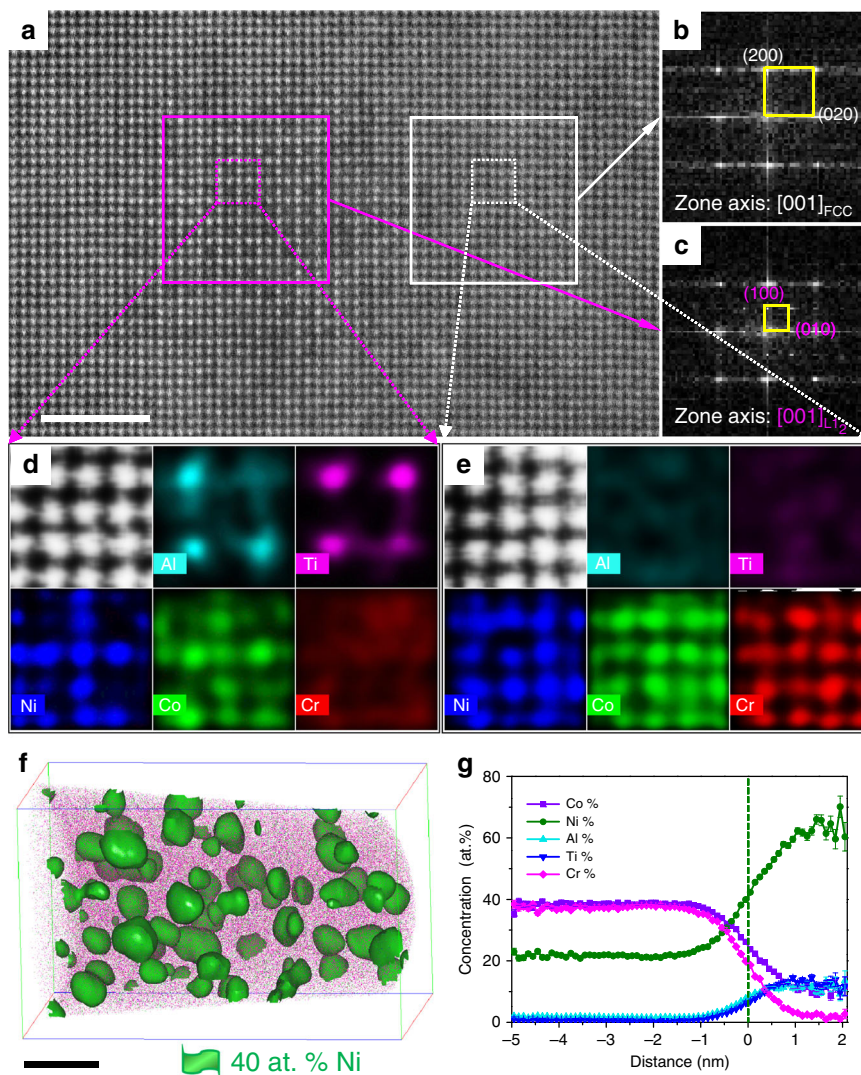 a
b
(200)
(020)
Zone axis: [001]FCC
c
(100)
(010)
Zone axis: [001]L12
d
Al
Ti
Ni
Co
Cr
e
Al
Ti
Ni
Co
Cr
f
40 at. % Ni
g
80
60
40
20
0
Concentration (at.%)
Co %
Ni %
Al %
Ti %
Cr %
−5
−4
−3
−2
−1
0
1
2
Distance (nm)